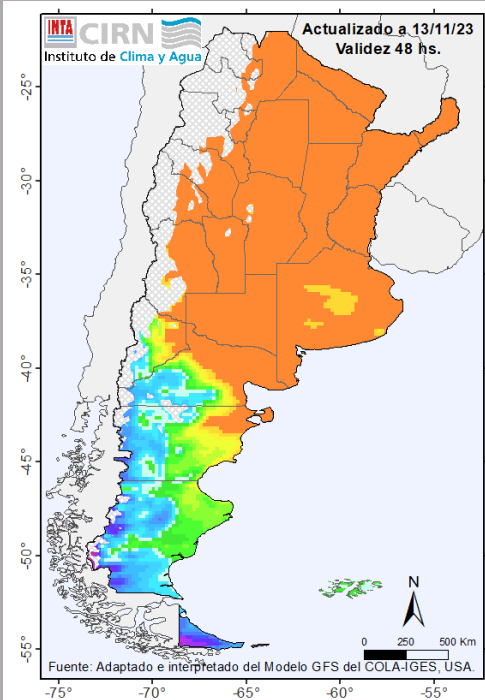 INTA CIRN
Instituto de Clima y Agua
Actualizado a 13/11/23
Validez 48 hs.
-25°
-30°
-35°
-40°
-45°
-50°
-55°
N
0 250 500 Km
Fuente: Adaptado e interpretado del Modelo GFS del COLA-IGES, USA.
-75° -70° -65° -60° -55°